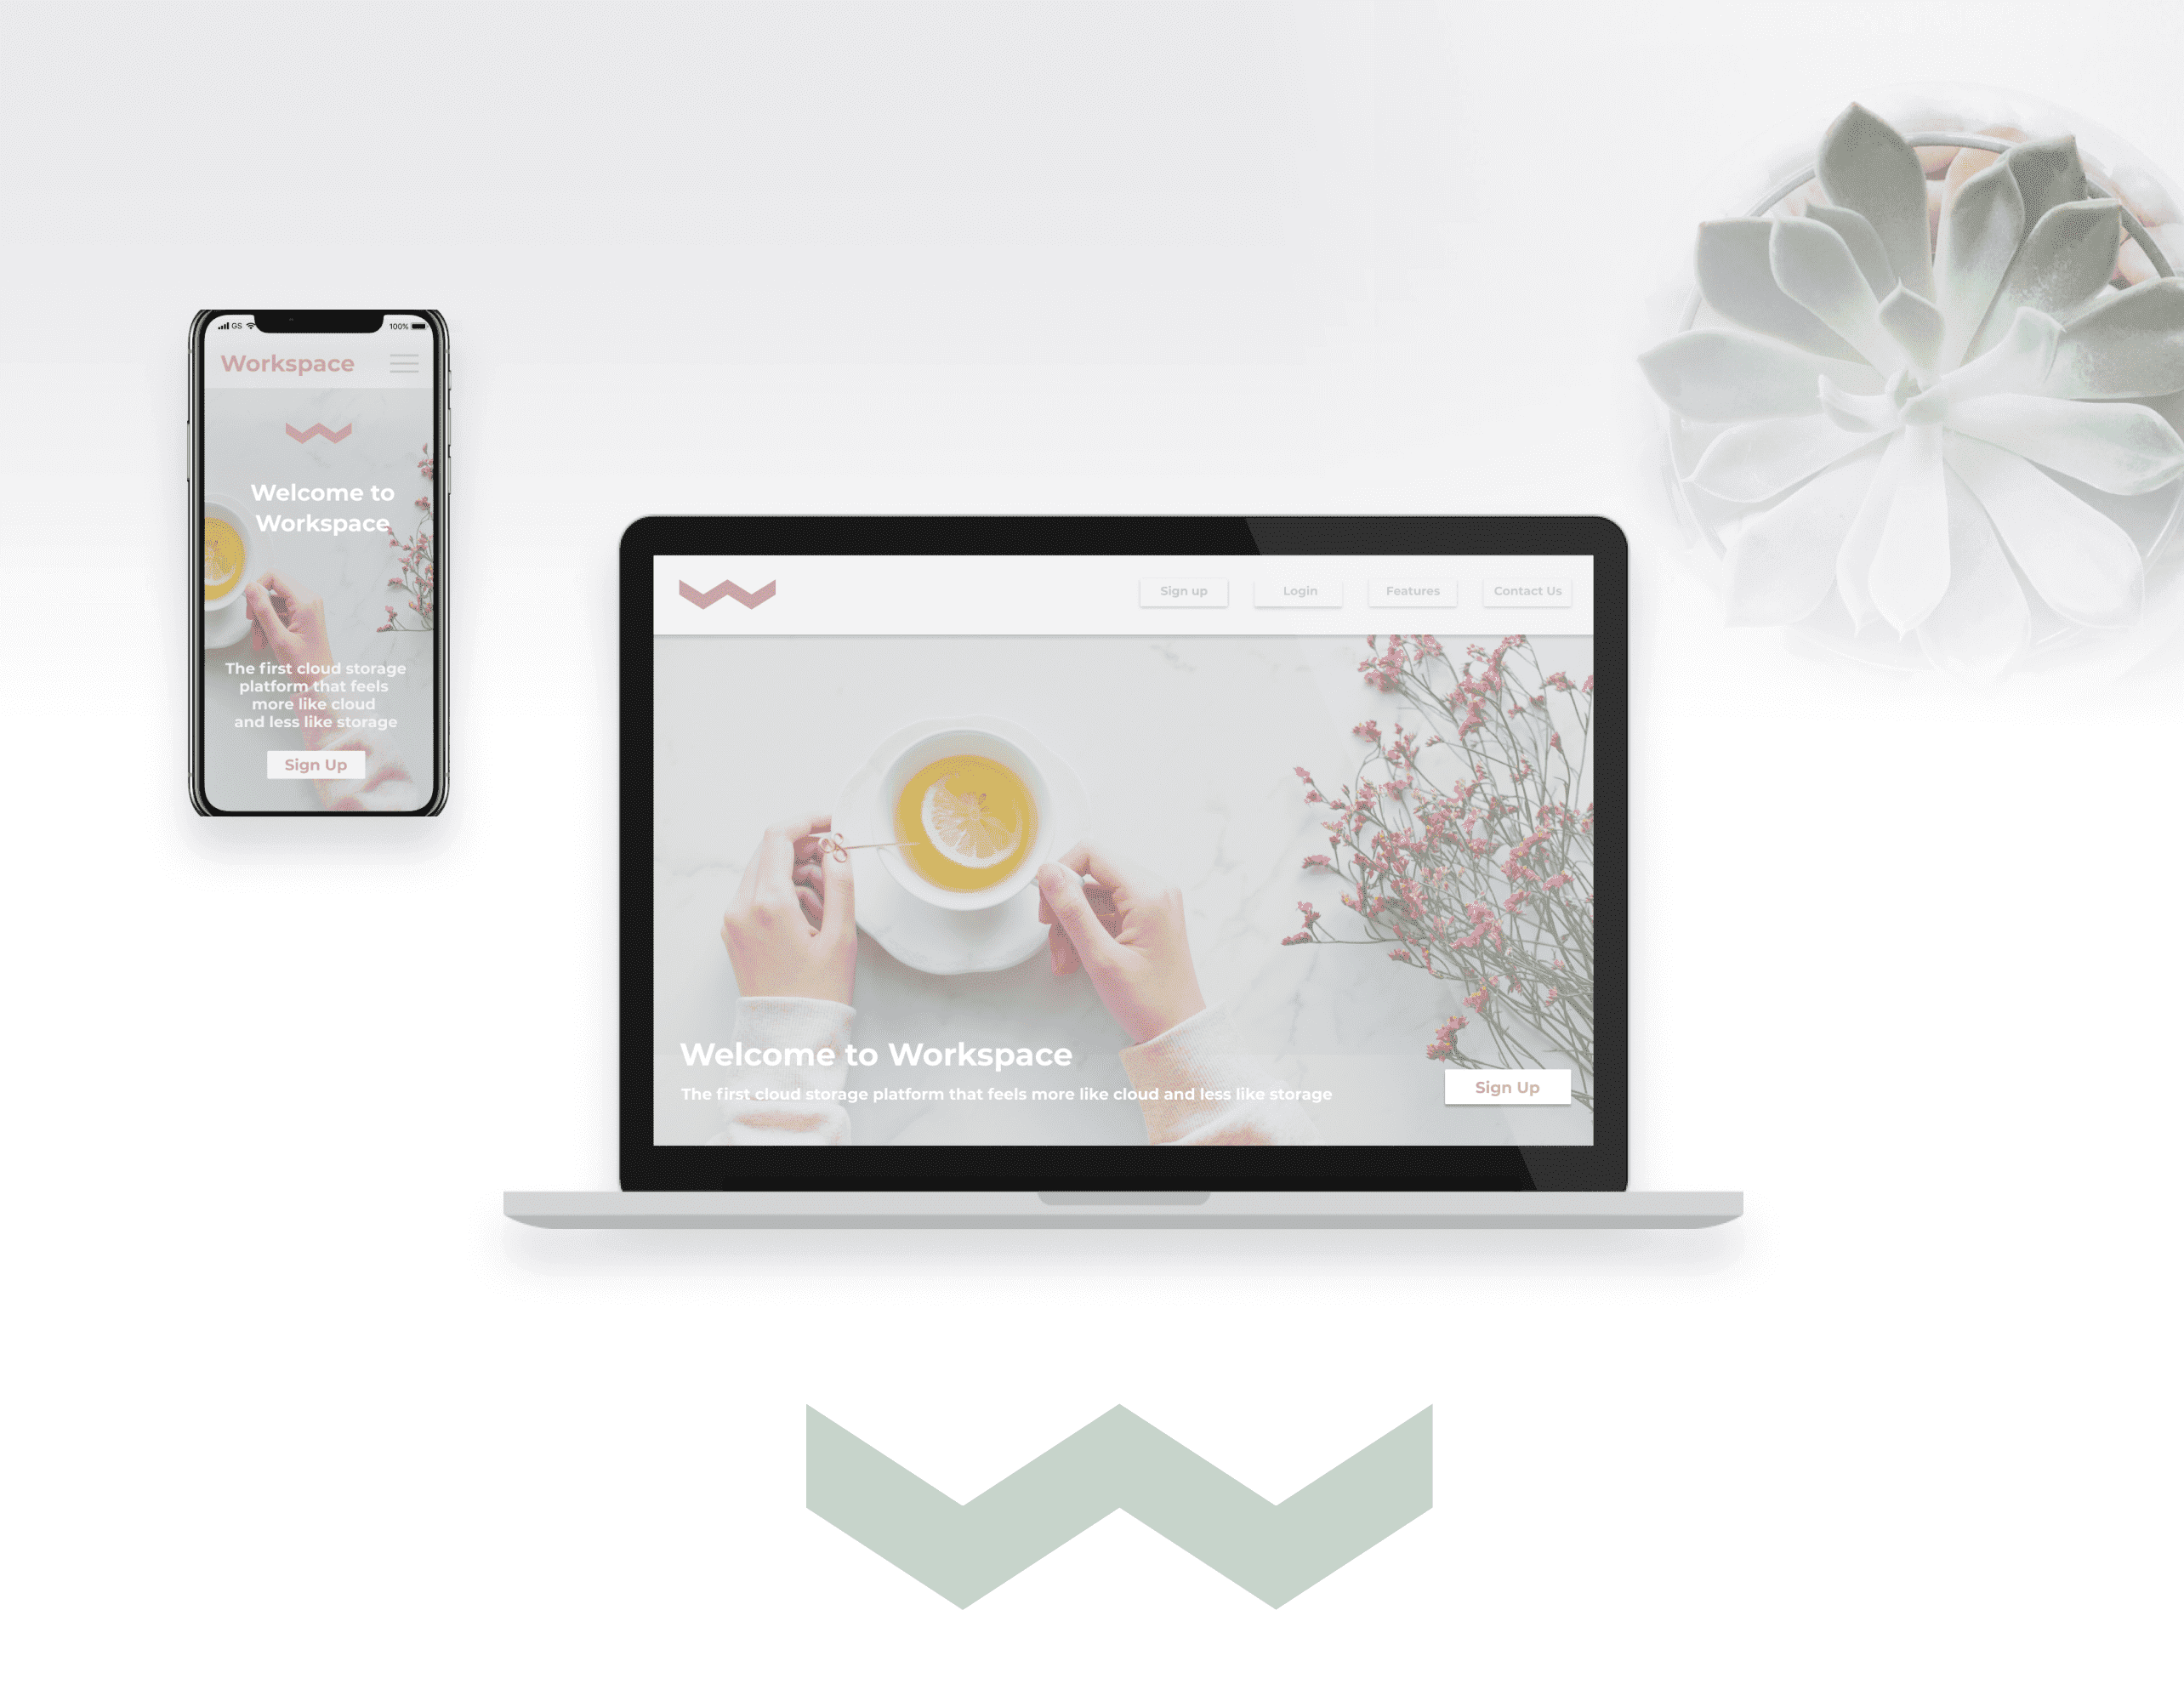 GS 100%
Workspace
Welcome to
Workspace
The first cloud storage
platform that feels
more like cloud
and less like storage
Sign Up
Sign up Login Features Contact Us
Welcome to Workspace
The first cloud storage platform that feels more like cloud and less like storage
Sign Up